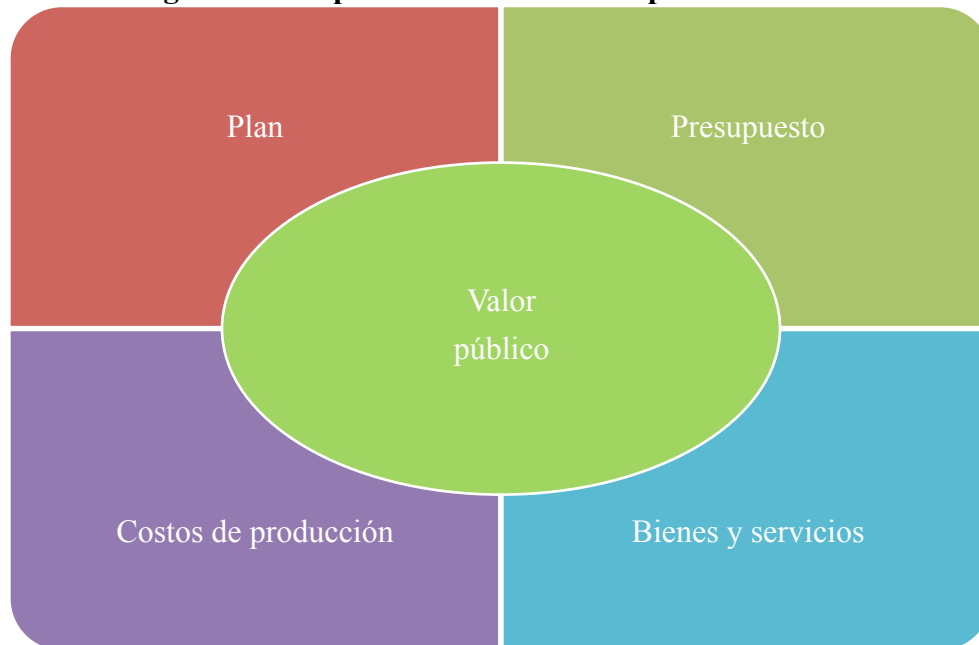 Plan
Presupuesto
Valor
público
Costos de producción
Bienes y servicios